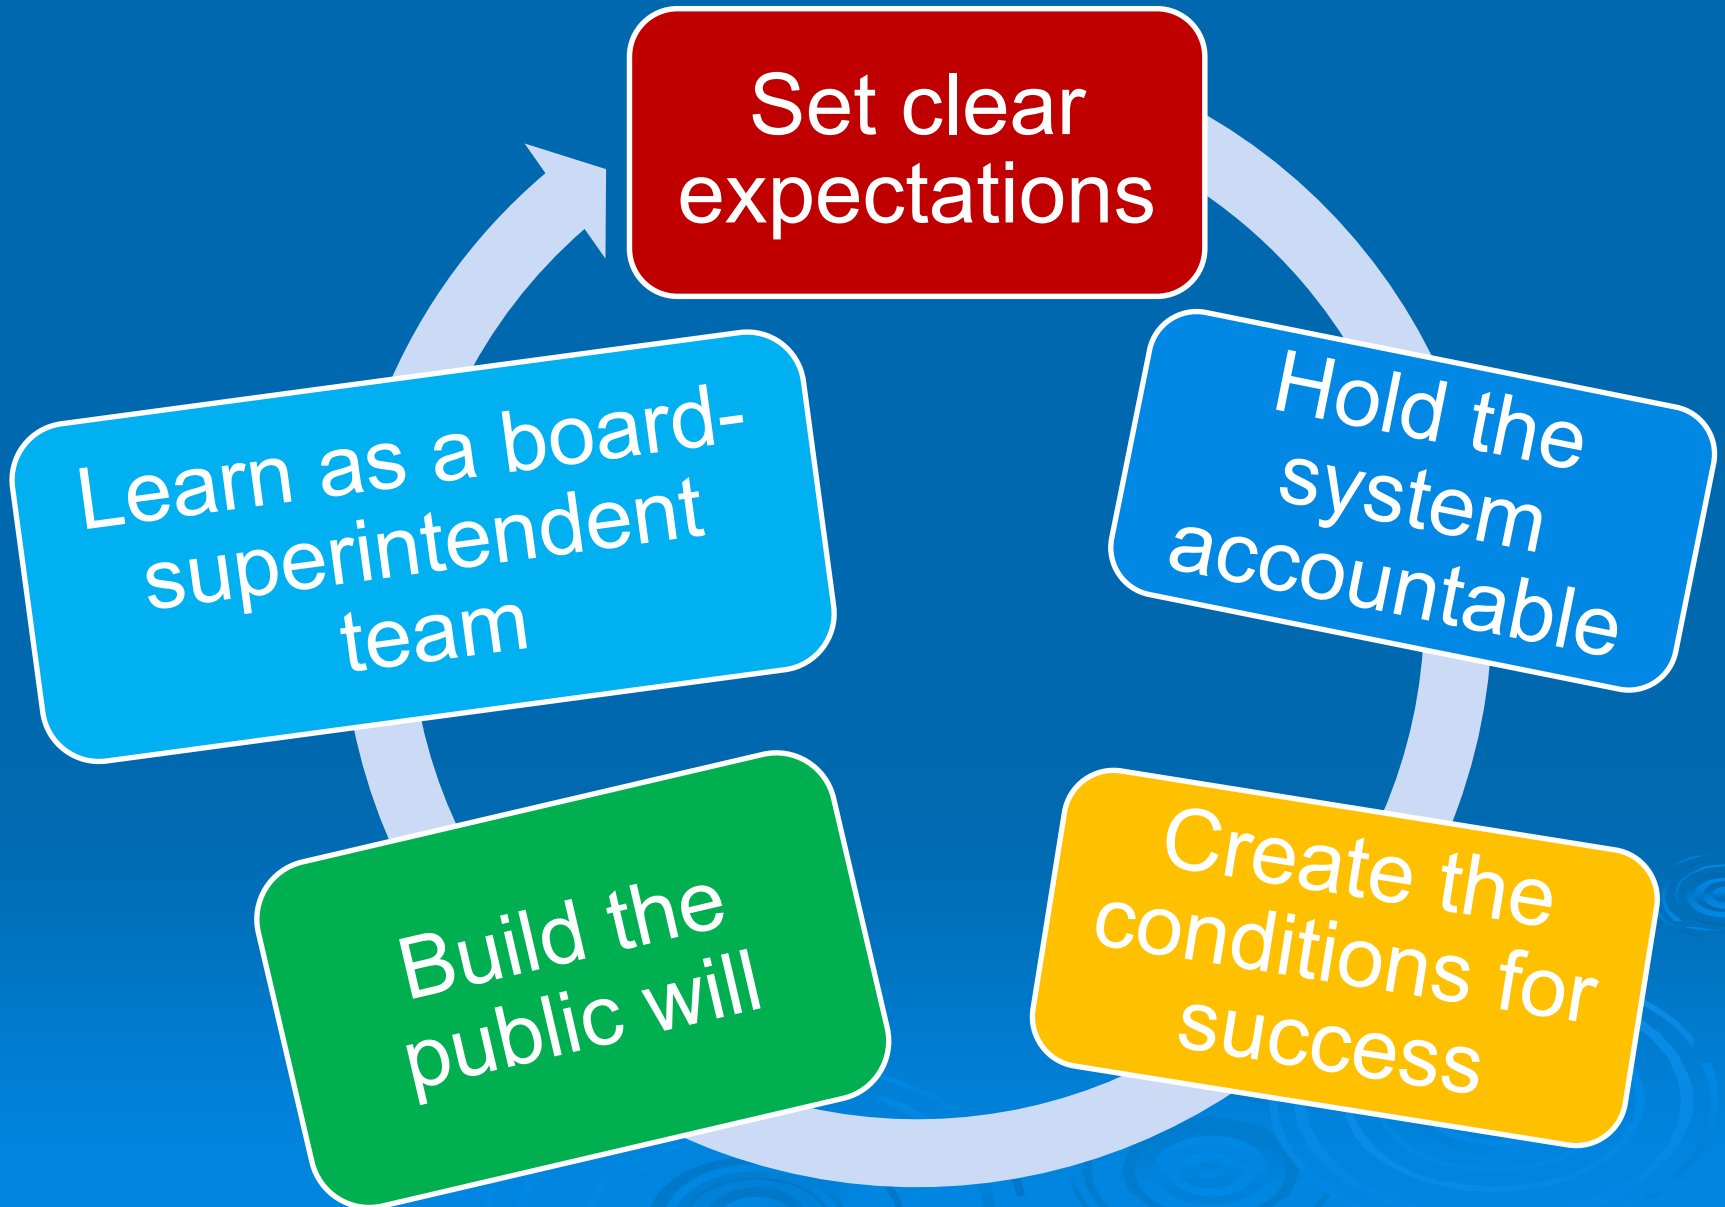 Set clear
expectations
Hold the
system
accountable
Create the
conditions for
success
Build the
public will
Learn as a board-
superintendent
team